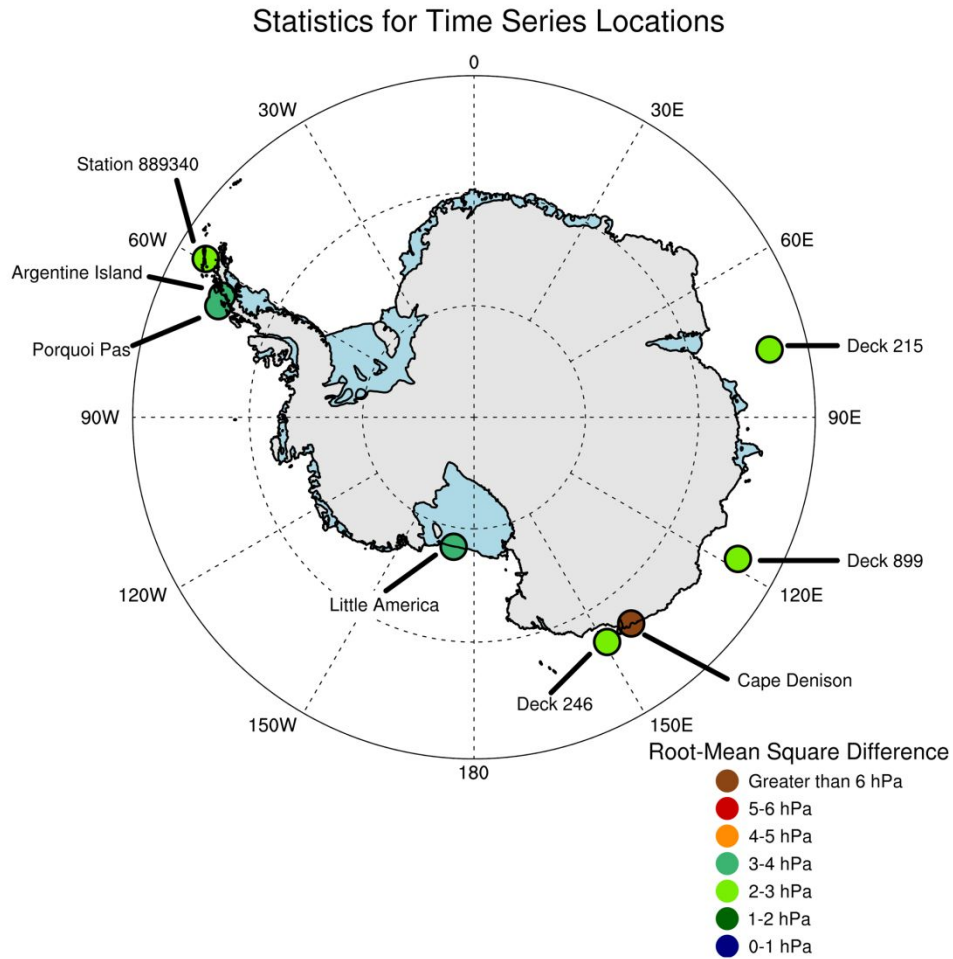 Statistics for Time Series Locations
0
30W
30E
Station 889340
60W
60E
Argentine Island
Porquoi Pas
Deck 215
90W
90E
Deck 899
120W
120E
Little America
Cape Denison
Deck 246
150W
150E
180
Root-Mean Square Difference
Greater than 6 hPa
5-6 hPa
4-5 hPa
3-4 hPa
2-3 hPa
1-2 hPa
0-1 hPa